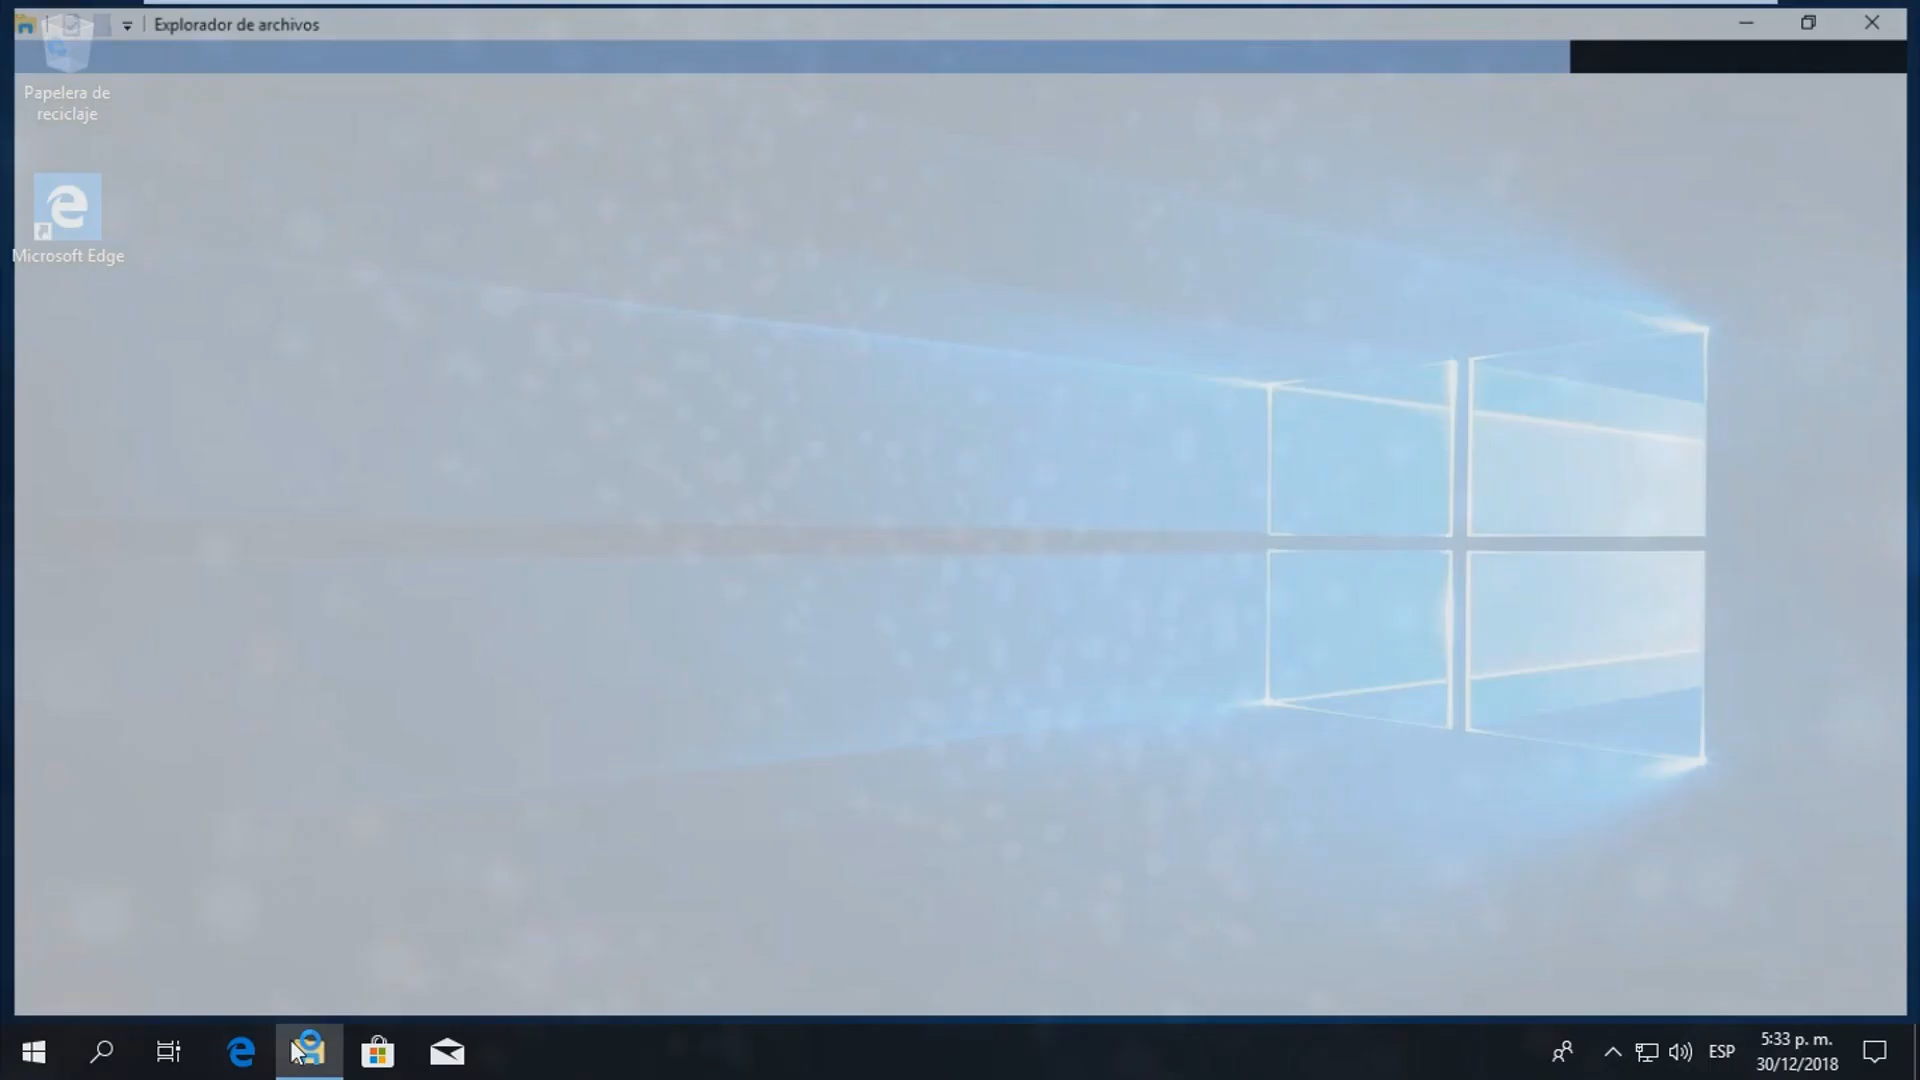 Explorador de archivos
Papelera de
reciclaje
Microsoft Edge
ESP
5:33 p. m.
30/12/2018